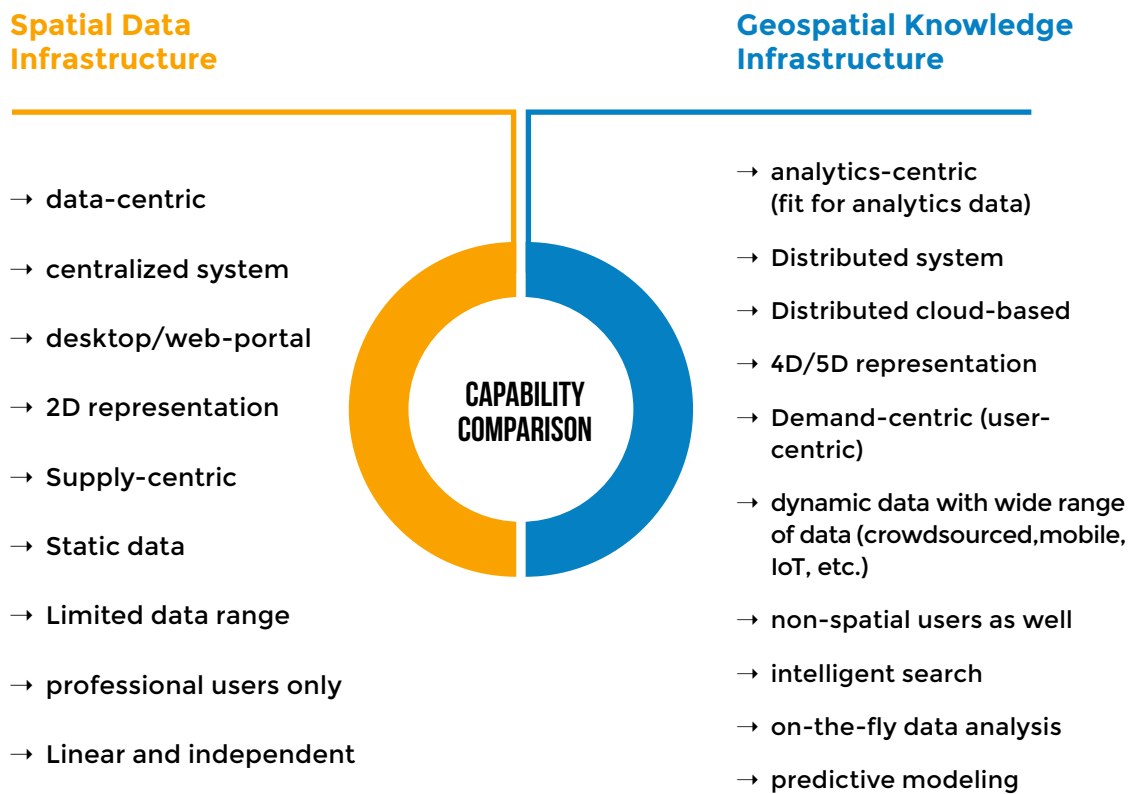 Spatial Data
Infrastructure
→ data-centric
→ centralized system
→ desktop/web-portal
→ 2D representation
→ Supply-centric
→ Static data
→ Limited data range
→ professional users only
→ Linear and independent
CAPABILITY
COMPARISON
Geospatial Knowledge
Infrastructure
→ analytics-centric
(fit for analytics data)
→ Distributed system
→ Distributed cloud-based
→ 4D/5D representation
→ Demand-centric (user-
centric)
→ dynamic data with wide range
of data (crowdsourced,mobile,
IoT, etc.)
→ non-spatial users as well
→ intelligent search
→ on-the-fly data analysis
→ predictive modeling